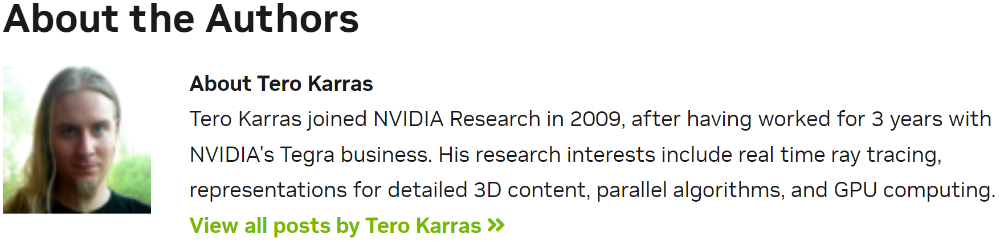 About the Authors
About Tero Karras
Tero Karras joined NVIDIA Research in 2009, after having worked for 3 years with
NVIDIA's Tegra business. His research interests include real time ray tracing,
representations for detailed 3D content, parallel algorithms, and GPU computing.
View all posts by Tero Karras »